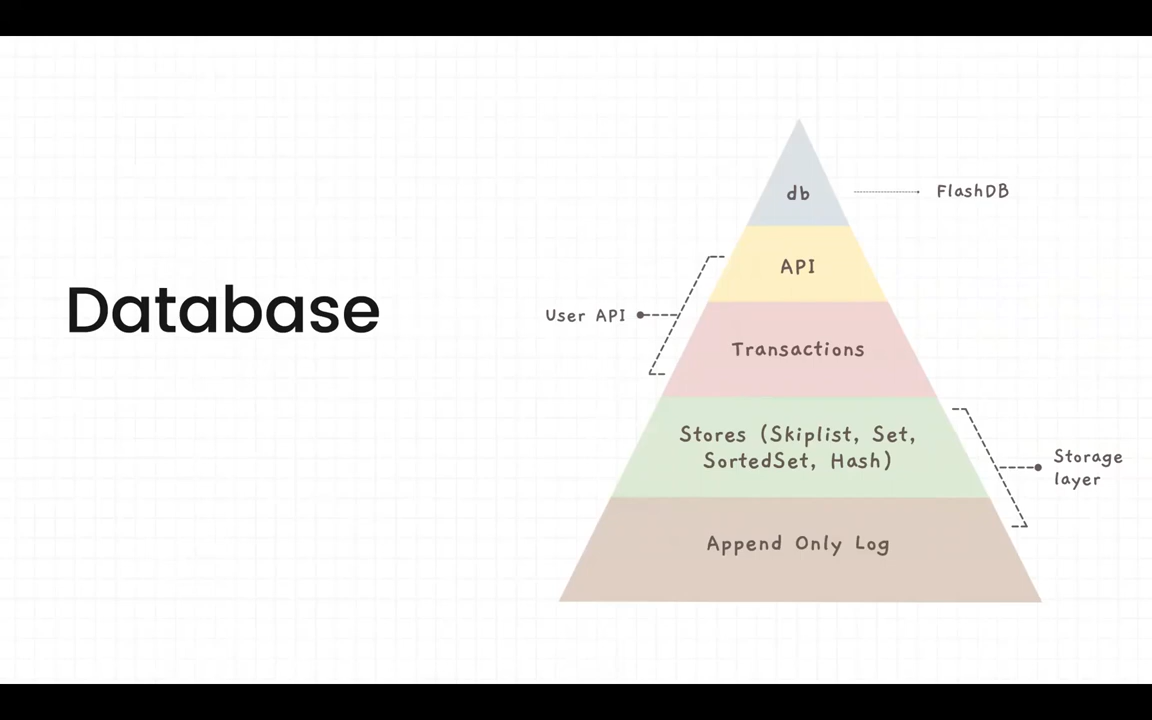 Database
db
FlashDB
API
User API
Transactions
Stores (Skiplist, Set,
SortedSet, Hash)
Storage
layer
Append Only Log